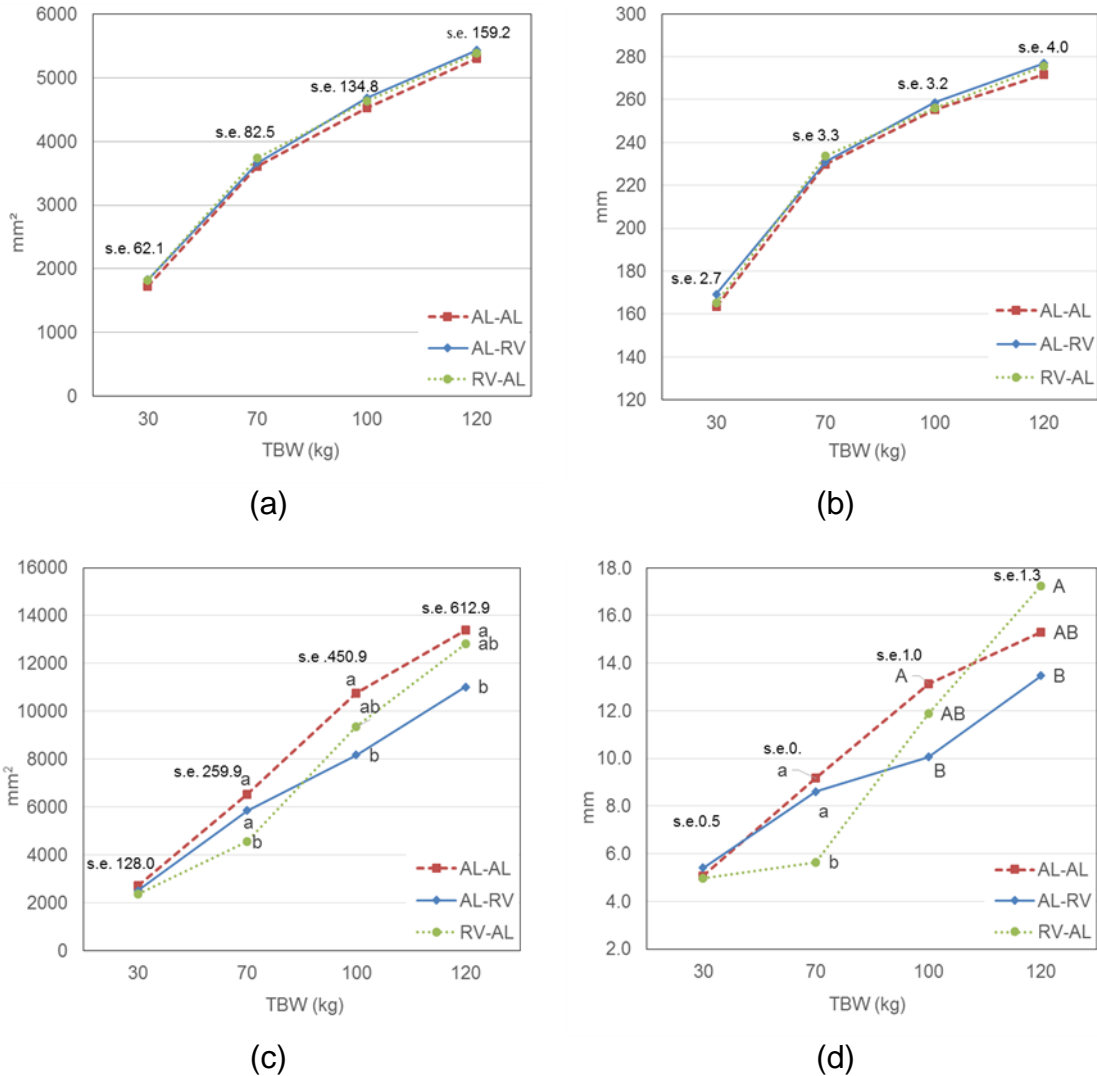 (a)
6000
5000
4000
3000
2000
1000
0
mm²
s.e. 62.1
s.e. 82.5
s.e. 134.8
s.e. 159.2
AL-AL
AL-RV
RV-AL
30 70 100 120
TBW (kg)
(a)
300
280
260
240
220
200
180
160
140
120
mm
s.e. 2.7
s.e 3.3
s.e. 3.2
s.e. 4.0
AL-AL
AL-RV
RV-AL
30 70 100 120
TBW (kg)
(b)
16000
14000
12000
10000
8000
6000
4000
2000
0
mm²
s.e. 128.0
s.e. 259.9
s.e .450.9
s.e. 612.9
a
a
b
a
ab
b
a
ab
b
AL-AL
AL-RV
RV-AL
30 70 100 120
TBW (kg)
(c)
18.0
16.0
14.0
12.0
10.0
8.0
6.0
4.0
2.0
mm
s.e.0.5
s.e.0.
s.e.1.0
s.e.1.3
a
a
b
A
AB
B
A
AB
B
AL-AL
AL-RV
RV-AL
30 70 100 120
TBW (kg)
(d)